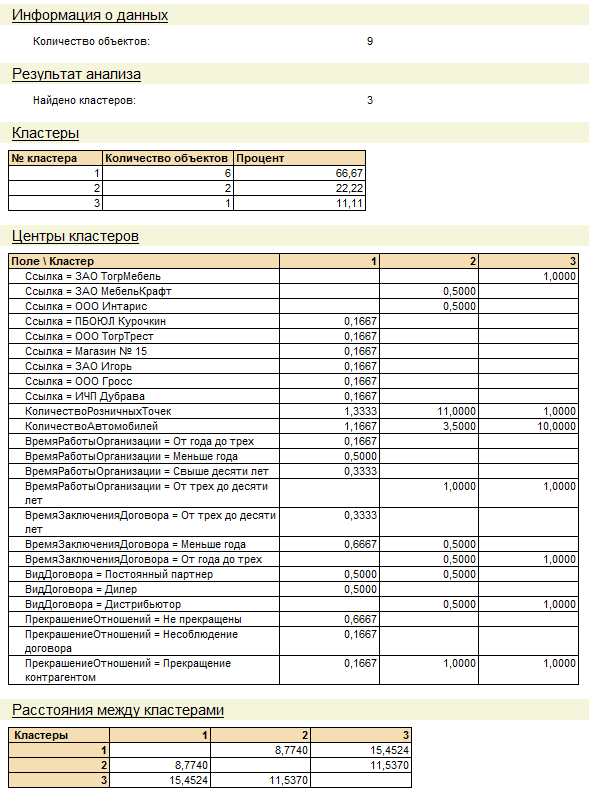 Информация о данных
Количество объектов: 9
Результат анализа
Найдено кластеров: 3
Кластеры
№ кластера Количество объектов Процент
1 6 66,67
2 2 22,22
3 1 11,11
Центры кластеров
Поле \ Кластер 1 2 3
Ссылка = ЗАО ТогрМебель 1,0000
Ссылка = ЗАО МебельКрафт 0,5000
Ссылка = ООО Интарис 0,5000
Ссылка = ПБОЮЛ Курочкин 0,1667
Ссылка = ООО ТогрТрест 0,1667
Ссылка = Магазин № 15 0,1667
Ссылка = ЗАО Игорь 0,1667
Ссылка = ООО Гросс 0,1667
Ссылка = ИЧП Дубрава 0,1667
КоличествоРозничныхТочек 1,3333 11,0000 1,0000
КоличествоАвтомобилей 1,1667 3,5000 10,0000
ВремяРаботыОрганизации = От года до трех 0,1667
ВремяРаботыОрганизации = Меньше года 0,5000
ВремяРаботыОрганизации = Свыше десяти лет 0,3333
ВремяРаботыОрганизации = От трех до десяти 1,0000 1,0000
лет
ВремяЗаключенияДоговора = От трех до десяти 0,3333
лет
ВремяЗаключенияДоговора = Меньше года 0,6667 0,5000
ВремяЗаключенияДоговора = От года до трех 0,5000 1,0000
ВидДоговора = Постоянный партнер 0,5000 0,5000
ВидДоговора = Дилер 0,5000
ВидДоговора = Дистрибьютор 0,5000 1,0000
ПрекрашениеОтношений = Не прекращены 0,6667
ПрекрашениеОтношений = Несоблюдение 0,1667
договора
ПрекрашениеОтношений = Прекращение 0,1667 1,0000 1,0000
контрагентом
Расстояния между кластерами
Кластеры 1 2 3
1 8,7740 15,4524
2 8,7740 11,5370
3 15,4524 11,5370